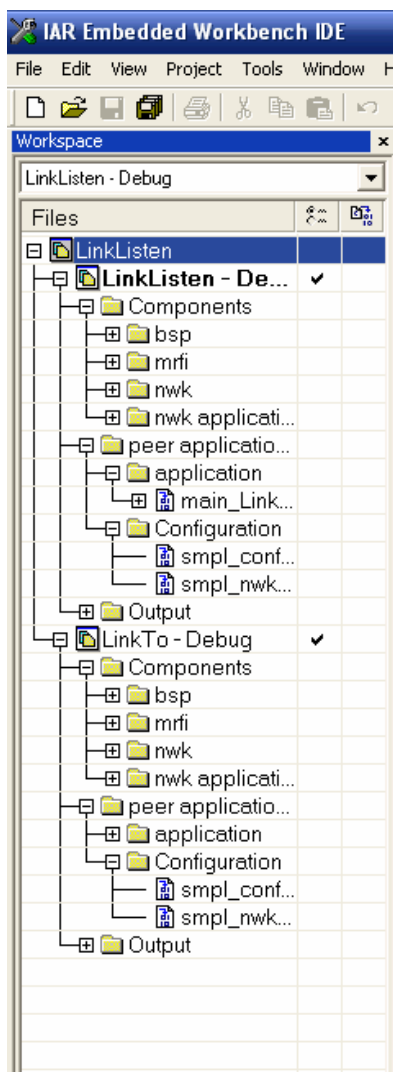 IAR Embedded Workbench IDE
File Edit View Project Tools Window H
Workspace x
LinkListen - Debug
Files
LinkListen
LinkListen - De...
Components
bsp
mrfi
nwk
nwk applicati...
peer applicatio...
application
main_Link...
Configuration
smpl_conf...
smpl_nwk...
Output
LinkTo - Debug
Components
bsp
mrfi
nwk
nwk applicati...
peer applicatio...
application
Configuration
smpl_conf...
smpl_nwk...
Output